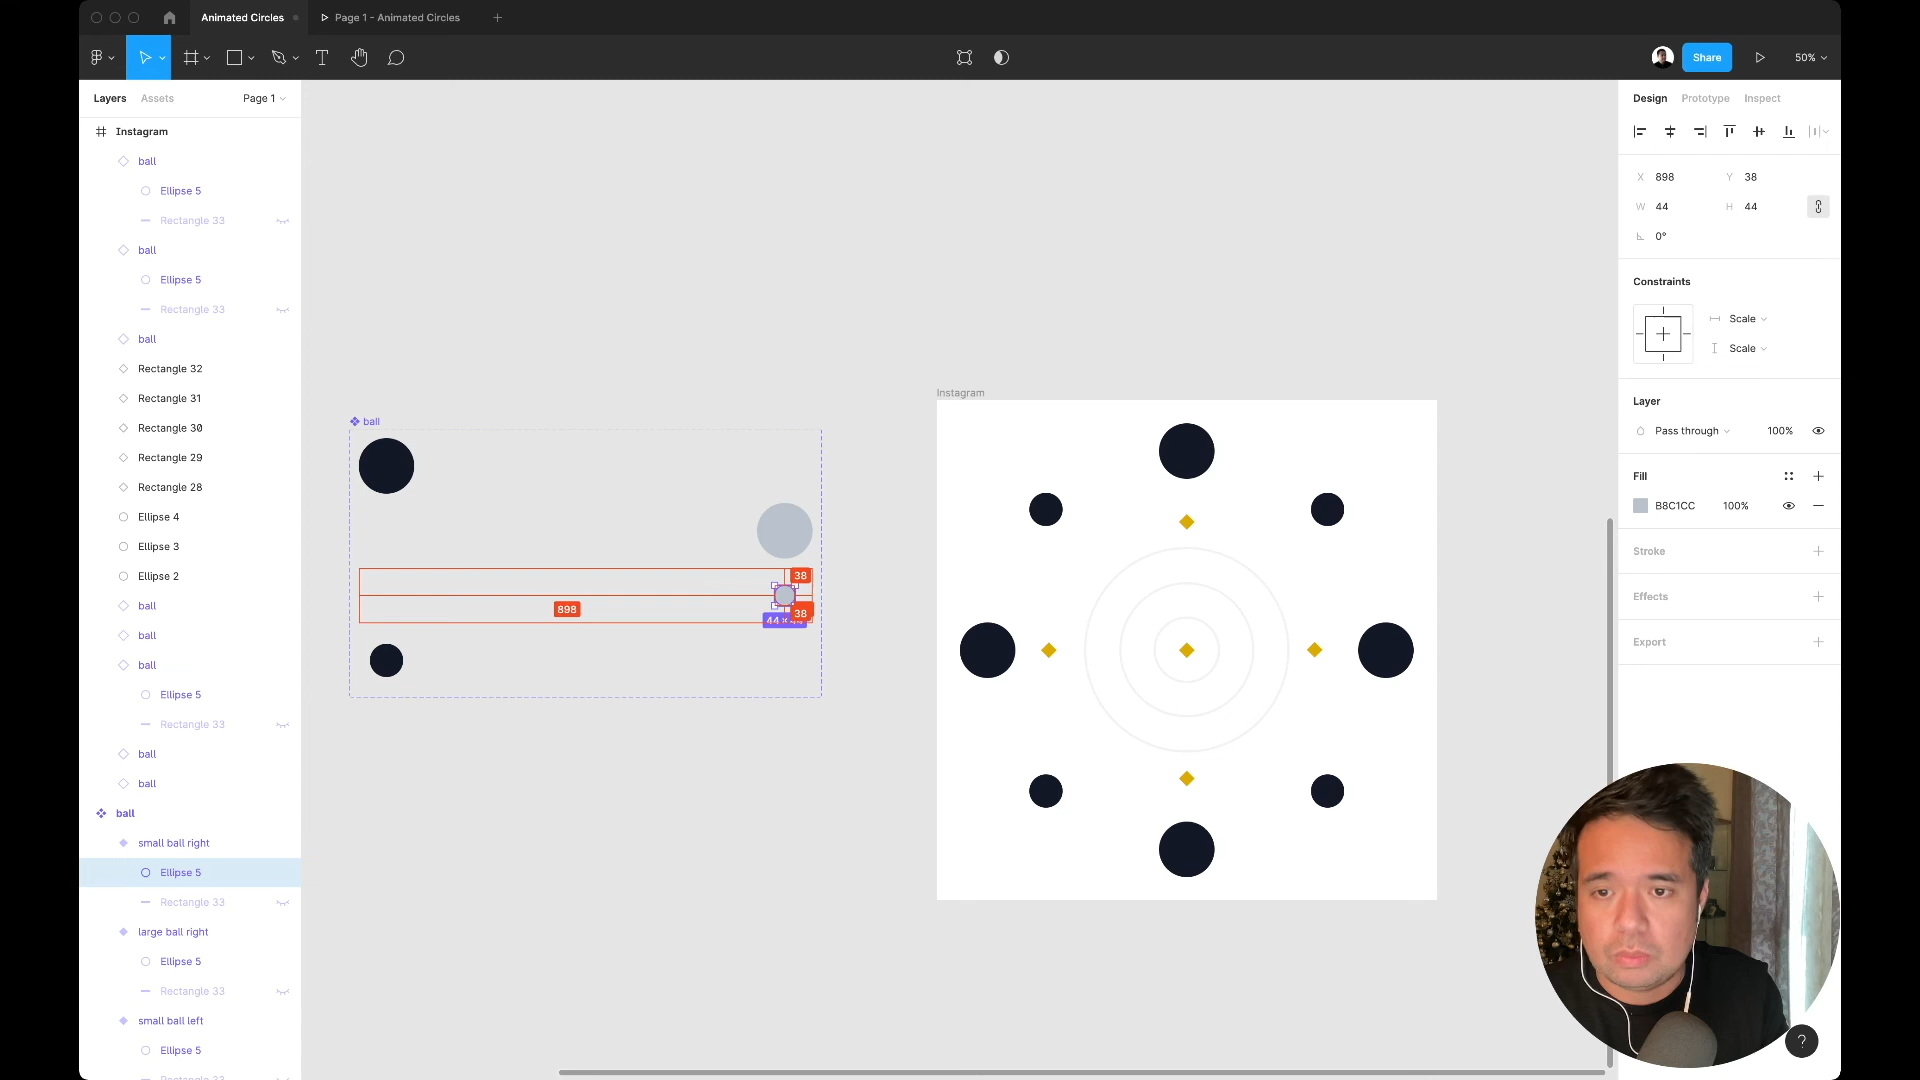 Animated Circles
Page 1 - Animated Circles
T
Share
50%
Layers
Assets
Page 1
Instagram
ball
Ellipse 5
Rectangle 33
ball
Ellipse 5
Rectangle 33
ball
Rectangle 32
Rectangle 31
Rectangle 30
Rectangle 29
Rectangle 28
Ellipse 4
Ellipse 3
Ellipse 2
ball
ball
ball
Ellipse 5
Rectangle 33
ball
ball
ball
small ball right
Ellipse 5
Rectangle 33
large ball right
Ellipse 5
Rectangle 33
small ball left
Ellipse 5
Rectangle 33
ball
38
898
38
Instagram
Design
Prototype
Inspect
X 898 Y 38
W 44 H 44
0°
Constraints
Scale
Scale
Layer
Pass through 100%
Fill
B8C1CC 100%
Stroke
Effects
Export
?